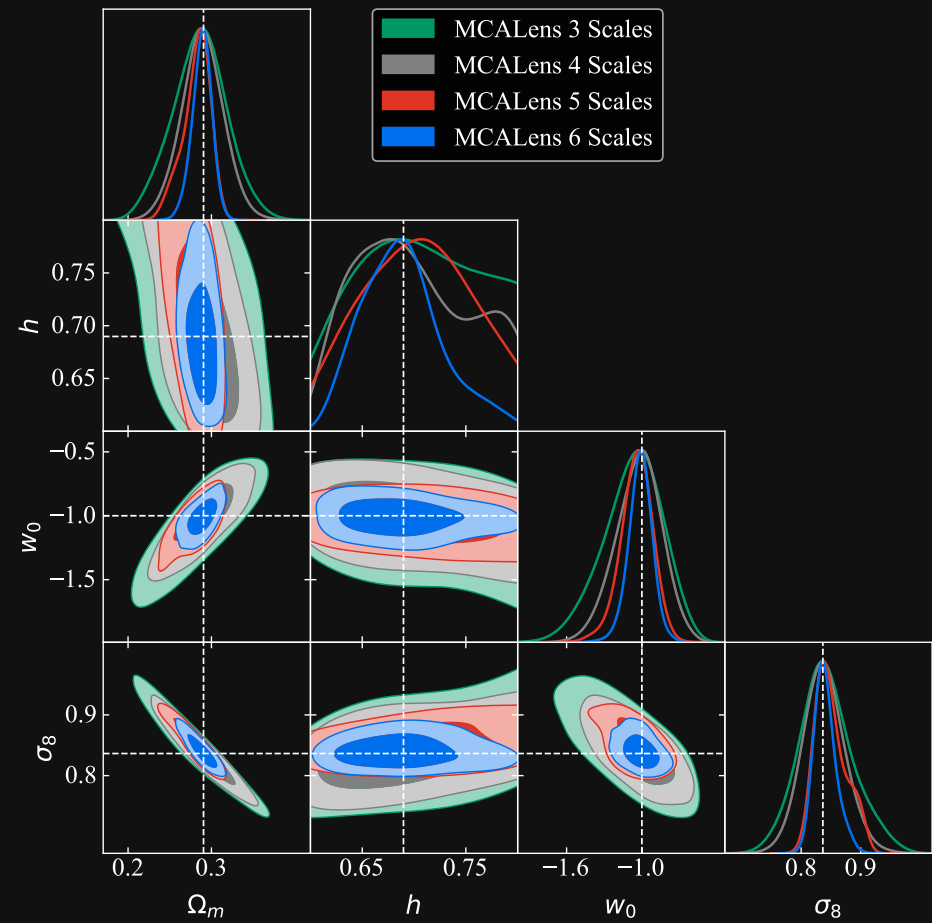 MCALens 3 Scales
MCALens 4 Scales
MCALens 5 Scales
MCALens 6 Scales
h
0.75
0.70
0.65
w₀
−0.5
−1.0
−1.5
σ₈
0.9
0.8
0.2 0.3 0.65 0.75 −1.6 −1.0 0.8 0.9
Ωₘ h w₀ σ₈